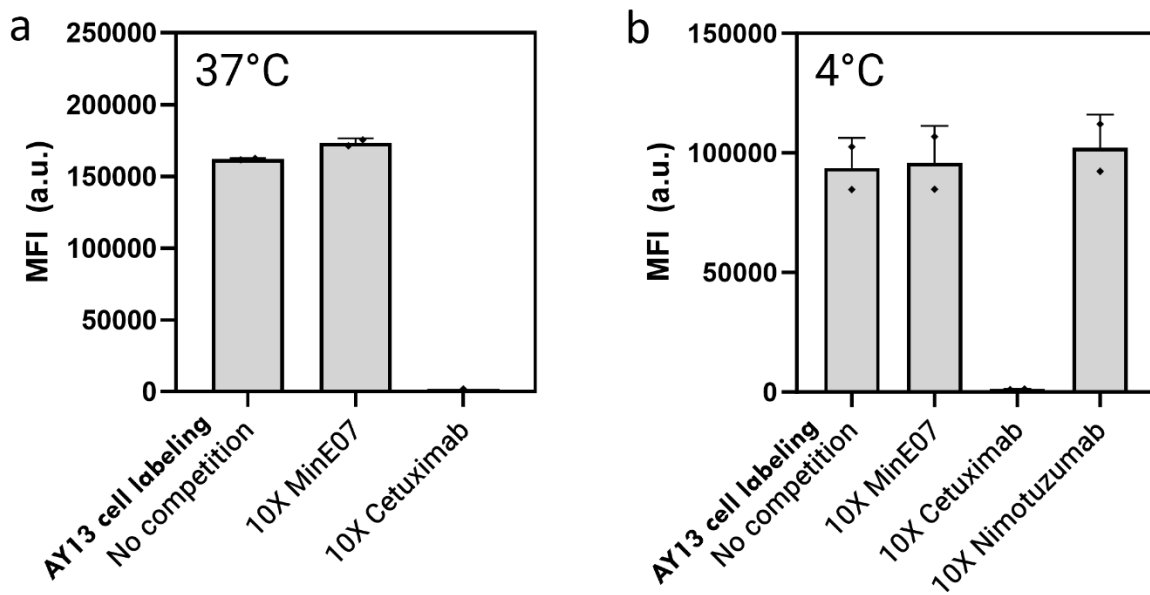 a
250000
37°C
200000
150000
100000
50000
0
MFI (a.u.)
AY13 cell labeling
No competition
10X MinE07
10X Cetuximab
b
150000
4°C
100000
50000
0
MFI (a.u.)
AY13 cell labeling
No competition
10X MinE07
10X Cetuximab
10X Nimotuzumab